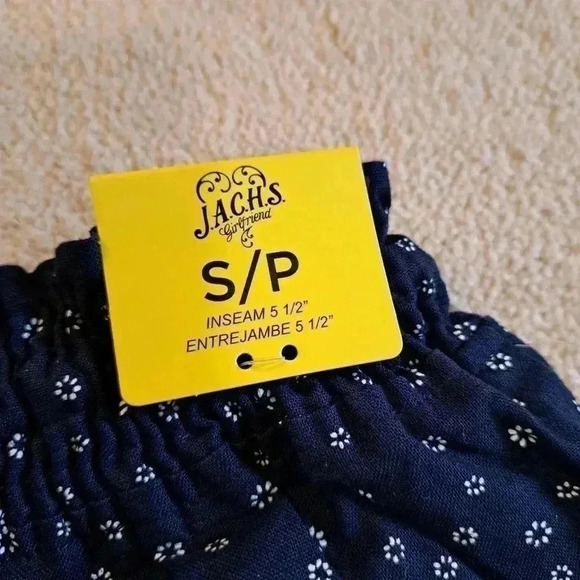 J.A.C.H.S.
Girlfriend
S/P
INSEAM 5 1/2"
ENTREJAMBE 5 1/2"